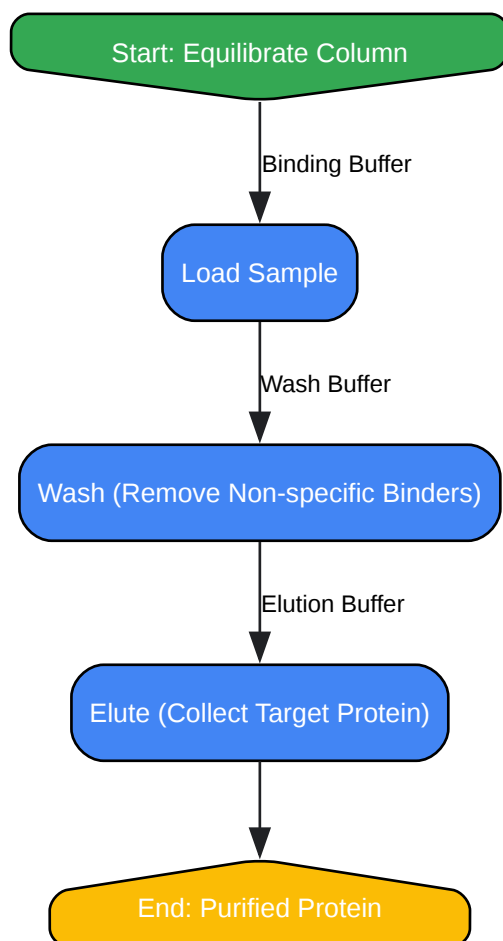 Start: Equilibrate Column
Binding Buffer
Load Sample
Wash Buffer
Wash (Remove Non-specific Binders)
Elution Buffer
Elute (Collect Target Protein)
End: Purified Protein